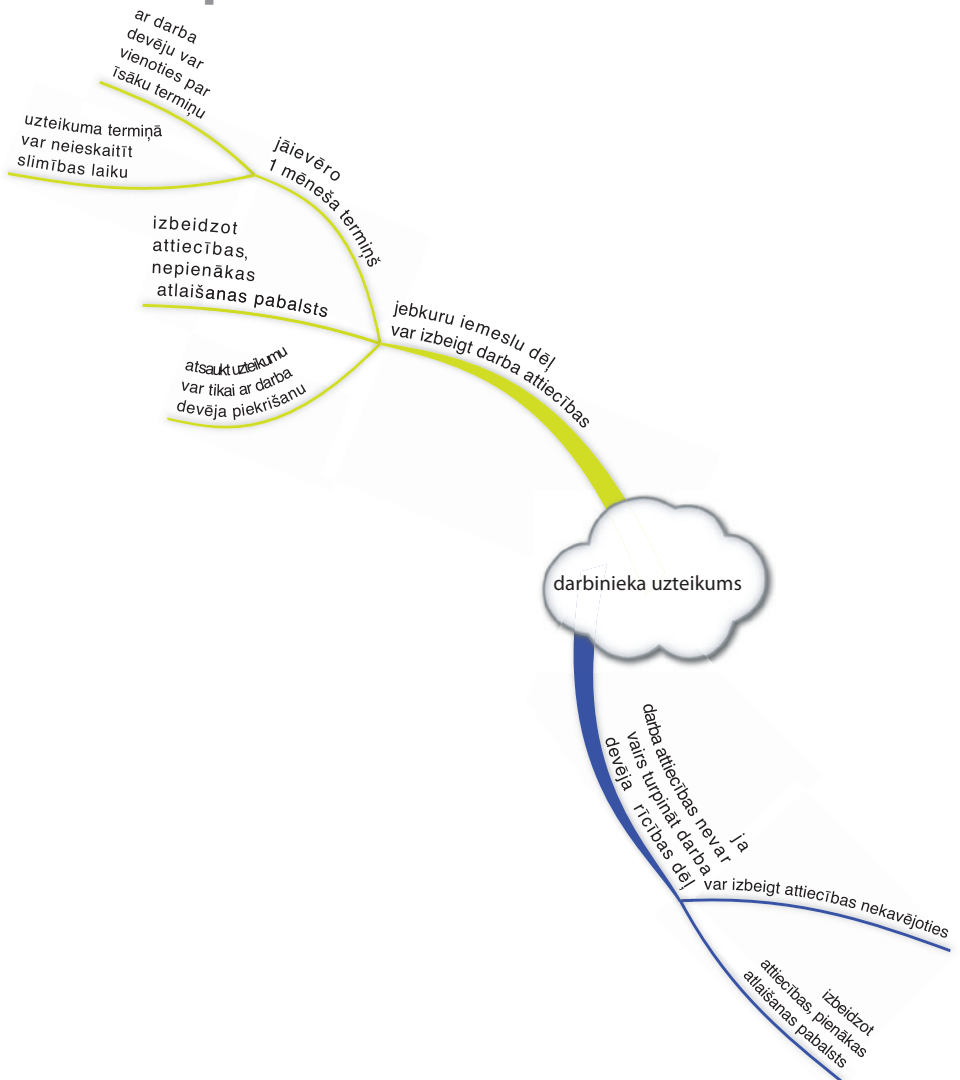 ar darba
devēju var
vienoties par
īsāku termiņu
uzteikuma termiņā
var neieskaitīt
slimības laiku
jāievēro
1 mēneša termiņš
izbeidzot
attiecības,
nepienākas
atlaišanas pabalsts
jebkuru iemeslu dēļ
var izbeigt darba attiecības
atsaukt uzteikumu
var tikai ar darba
devēja piekrišanu
darbinieka uzteikums
ja
darba attiecības nevar
vairs turpināt darba
devēja rīcības dēļ
var izbeigt attiecības nekavējoties
izbeidzot
attiecības, pienākas
atlaišanas pabalsts